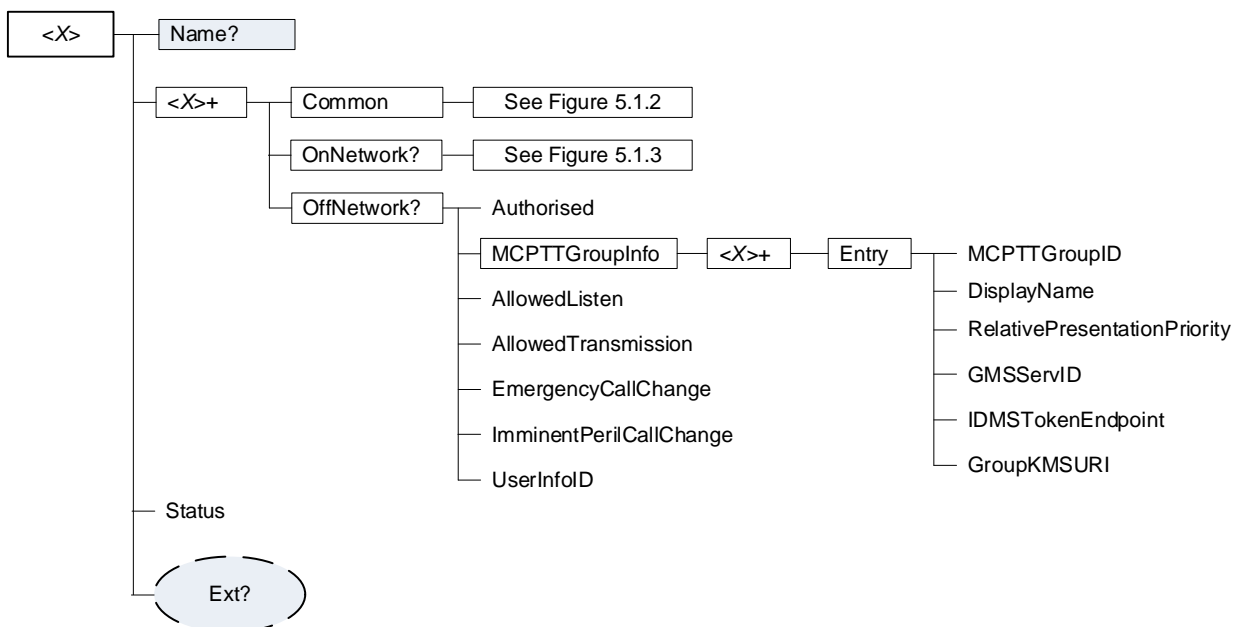 <X>
Name?
<X>+
Common
See Figure 5.1.2
OnNetwork?
See Figure 5.1.3
OffNetwork?
Authorised
MCPTTGroupInfo
<X>+
Entry
MCPTTGroupID
DisplayName
RelativePresentationPriority
GMSServID
IDMSTokenEndpoint
GroupKMSURI
AllowedListen
AllowedTransmission
EmergencyCallChange
ImminentPerilCallChange
UserInfoID
Status
Ext?